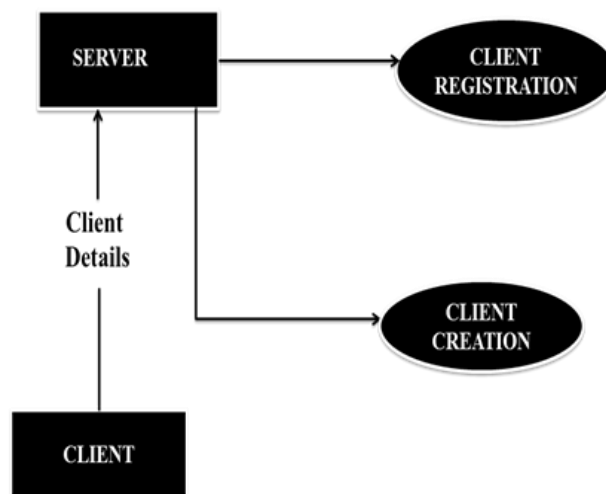 SERVER
CLIENT
REGISTRATION
Client
Details
CLIENT
CREATION
CLIENT